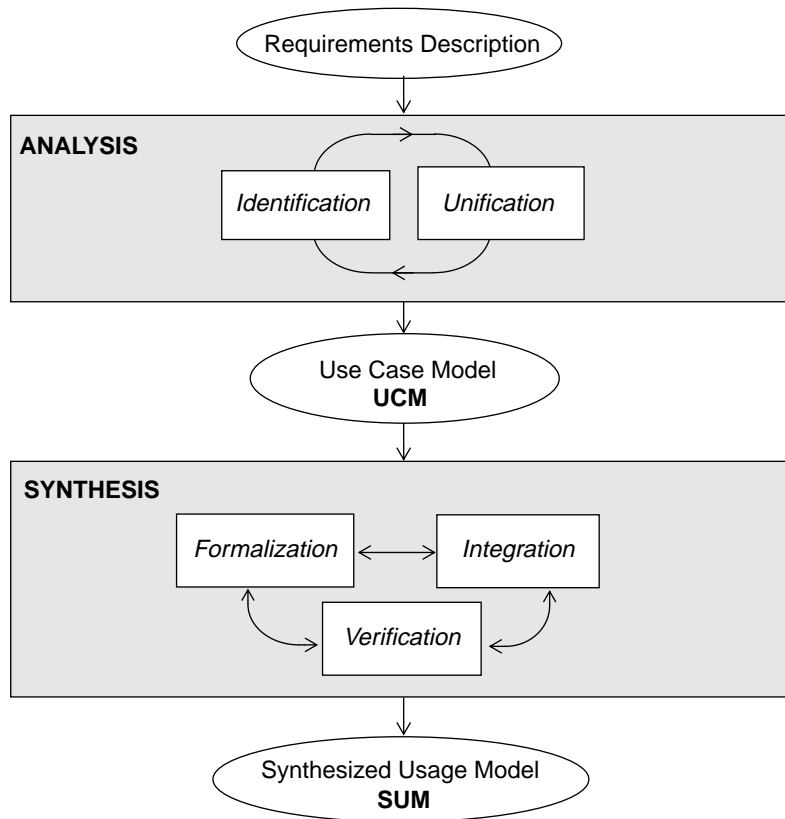 Requirements Description
ANALYSIS
Identification
Unification
Use Case Model
UCM
SYNTHESIS
Formalization
Integration
Verification
Synthesized Usage Model
SUM